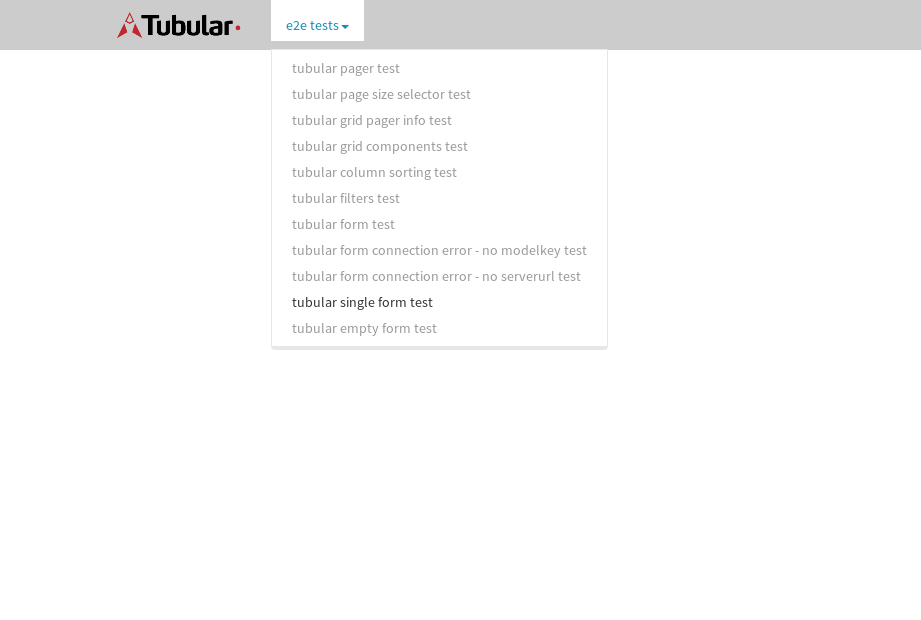 Tubular
e2e tests
tubular pager test
tubular page size selector test
tubular grid pager info test
tubular grid components test
tubular column sorting test
tubular filters test
tubular form test
tubular form connection error - no modelkey test
tubular form connection error - no serverurl test
tubular single form test
tubular empty form test